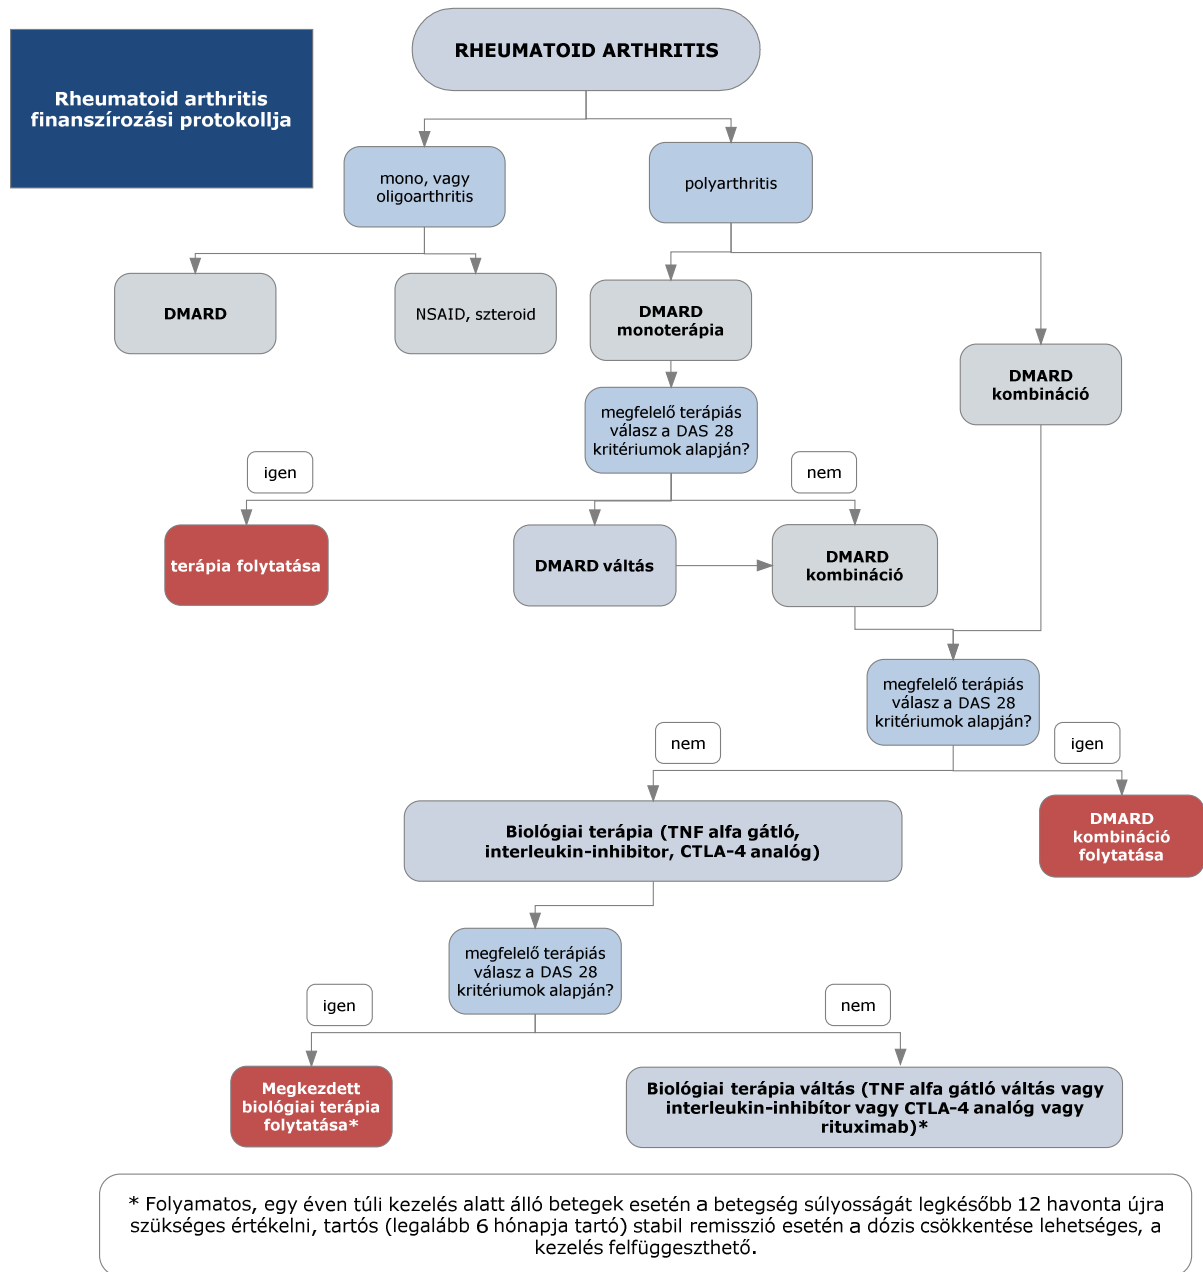 RHEUMATOID ARTHRITIS
Rheumatoid arthritis
finanszírozási protokollja
mono, vagy
oligoarthritis
polyarthritis
DMARD
NSAID, szteroid
DMARD
monoterápia
DMARD
kombináció
megfelelő terápiás
válasz a DAS 28
kritériumok alapján?
igen
nem
terápia folytatása
DMARD váltás
DMARD
kombináció
megfelelő terápiás
válasz a DAS 28
kritériumok alapján?
nem
igen
Biológiai terápia (TNF alfa gátló,
interleukin-inhibitor, CTLA-4 analóg)
DMARD
kombináció
folytatása
megfelelő terápiás
válasz a DAS 28
kritériumok alapján?
igen
nem
Megkezdett
biológiai terápia
folytatása*
Biológiai terápia váltás (TNF alfa gátló váltás vagy
interleukin-inhibítor vagy CTLA-4 analóg vagy
rituximab)*
* Folyamatos, egy éven túli kezelés alatt álló betegek esetén a betegség súlyosságát legkésőbb 12 havonta újra
szükséges értékelni, tartós (legalább 6 hónapja tartó) stabil remisszió esetén a dózis csökkentése lehetséges, a
kezelés felfüggeszthető.